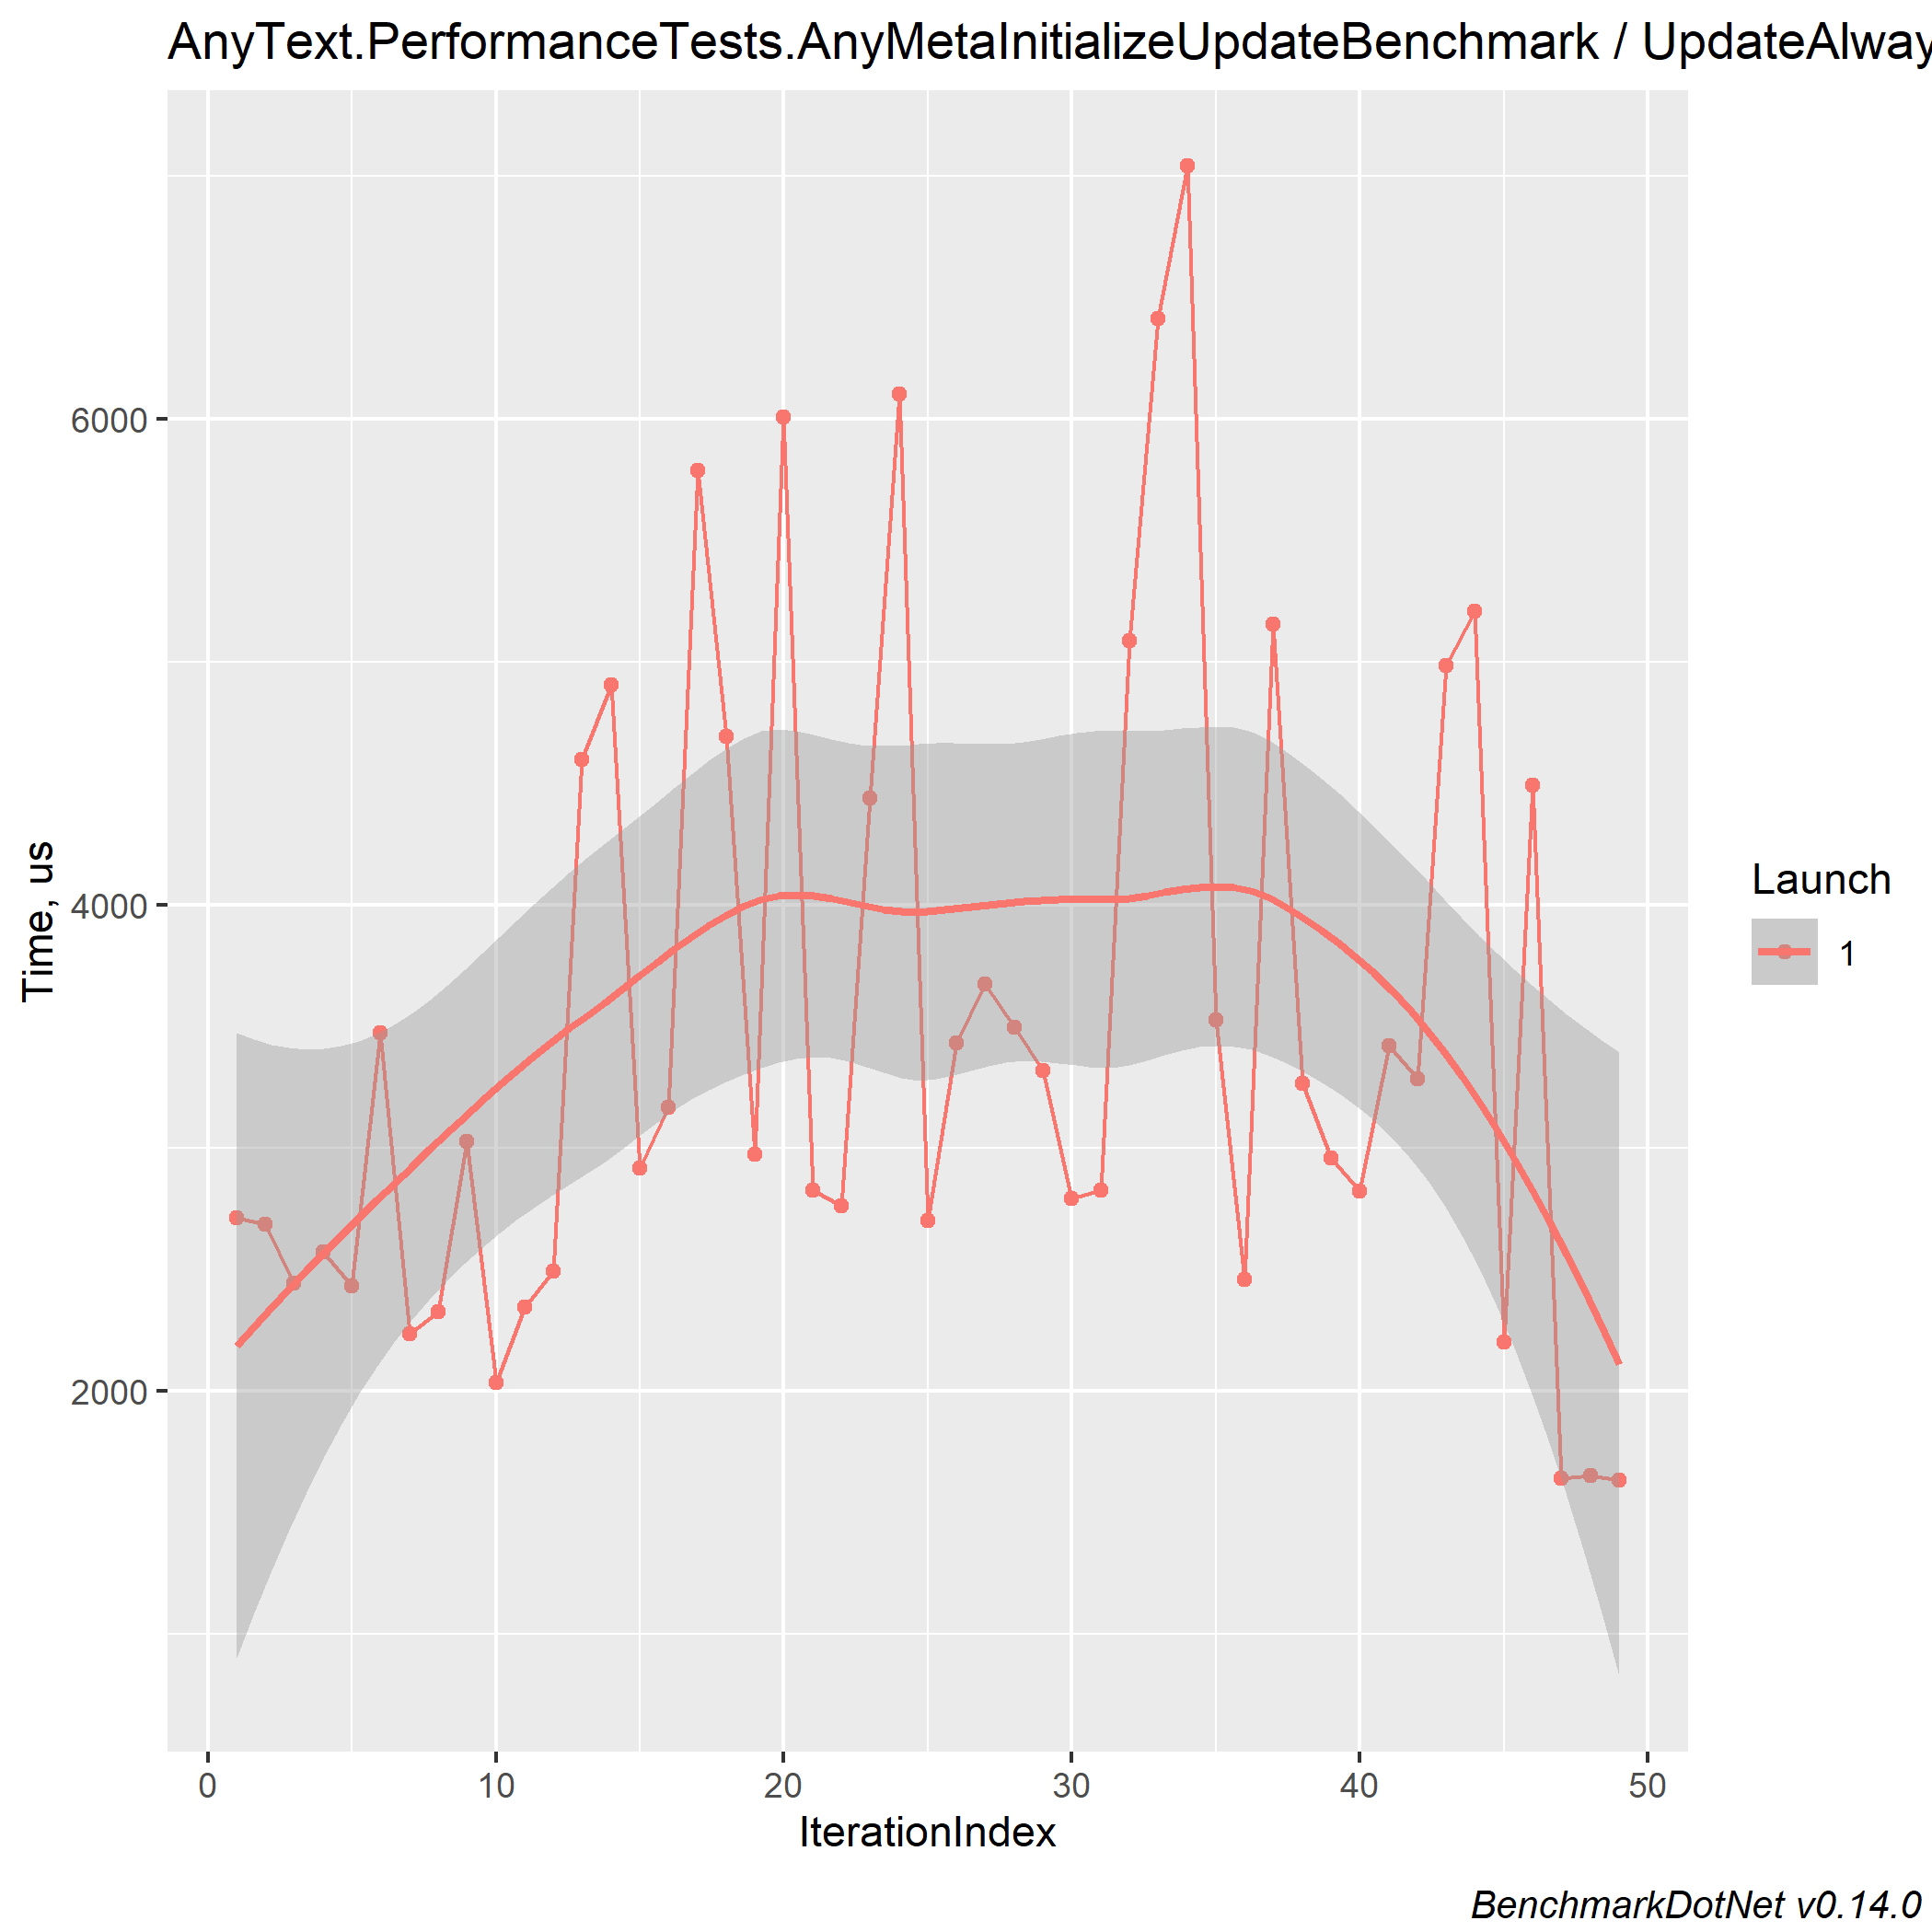 AnyText.PerformanceTests.AnyMetaInitializeUpdateBenchmark / UpdateAlway
6000
4000
2000
Time, us
0 10 20 30 40 50
IterationIndex
Launch
1
BenchmarkDotNet v0.14.0